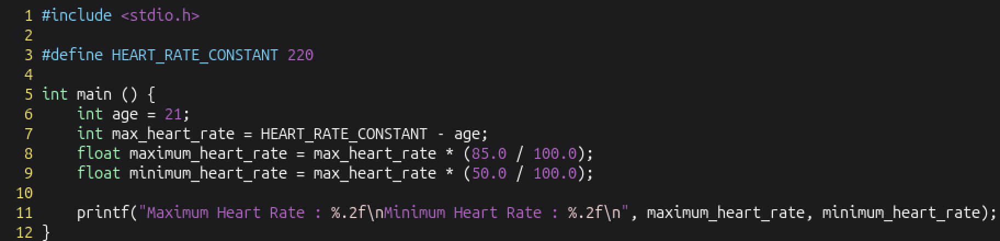 1 #include <stdio.h>
2
3 #define HEART_RATE_CONSTANT 220
4
5 int main () {
6     int age = 21;
7     int max_heart_rate = HEART_RATE_CONSTANT - age;
8     float maximum_heart_rate = max_heart_rate * (85.0 / 100.0);
9     float minimum_heart_rate = max_heart_rate * (50.0 / 100.0);
10
11     printf("Maximum Heart Rate : %.2f\nMinimum Heart Rate : %.2f\n", maximum_heart_rate, minimum_heart_rate);
12 }